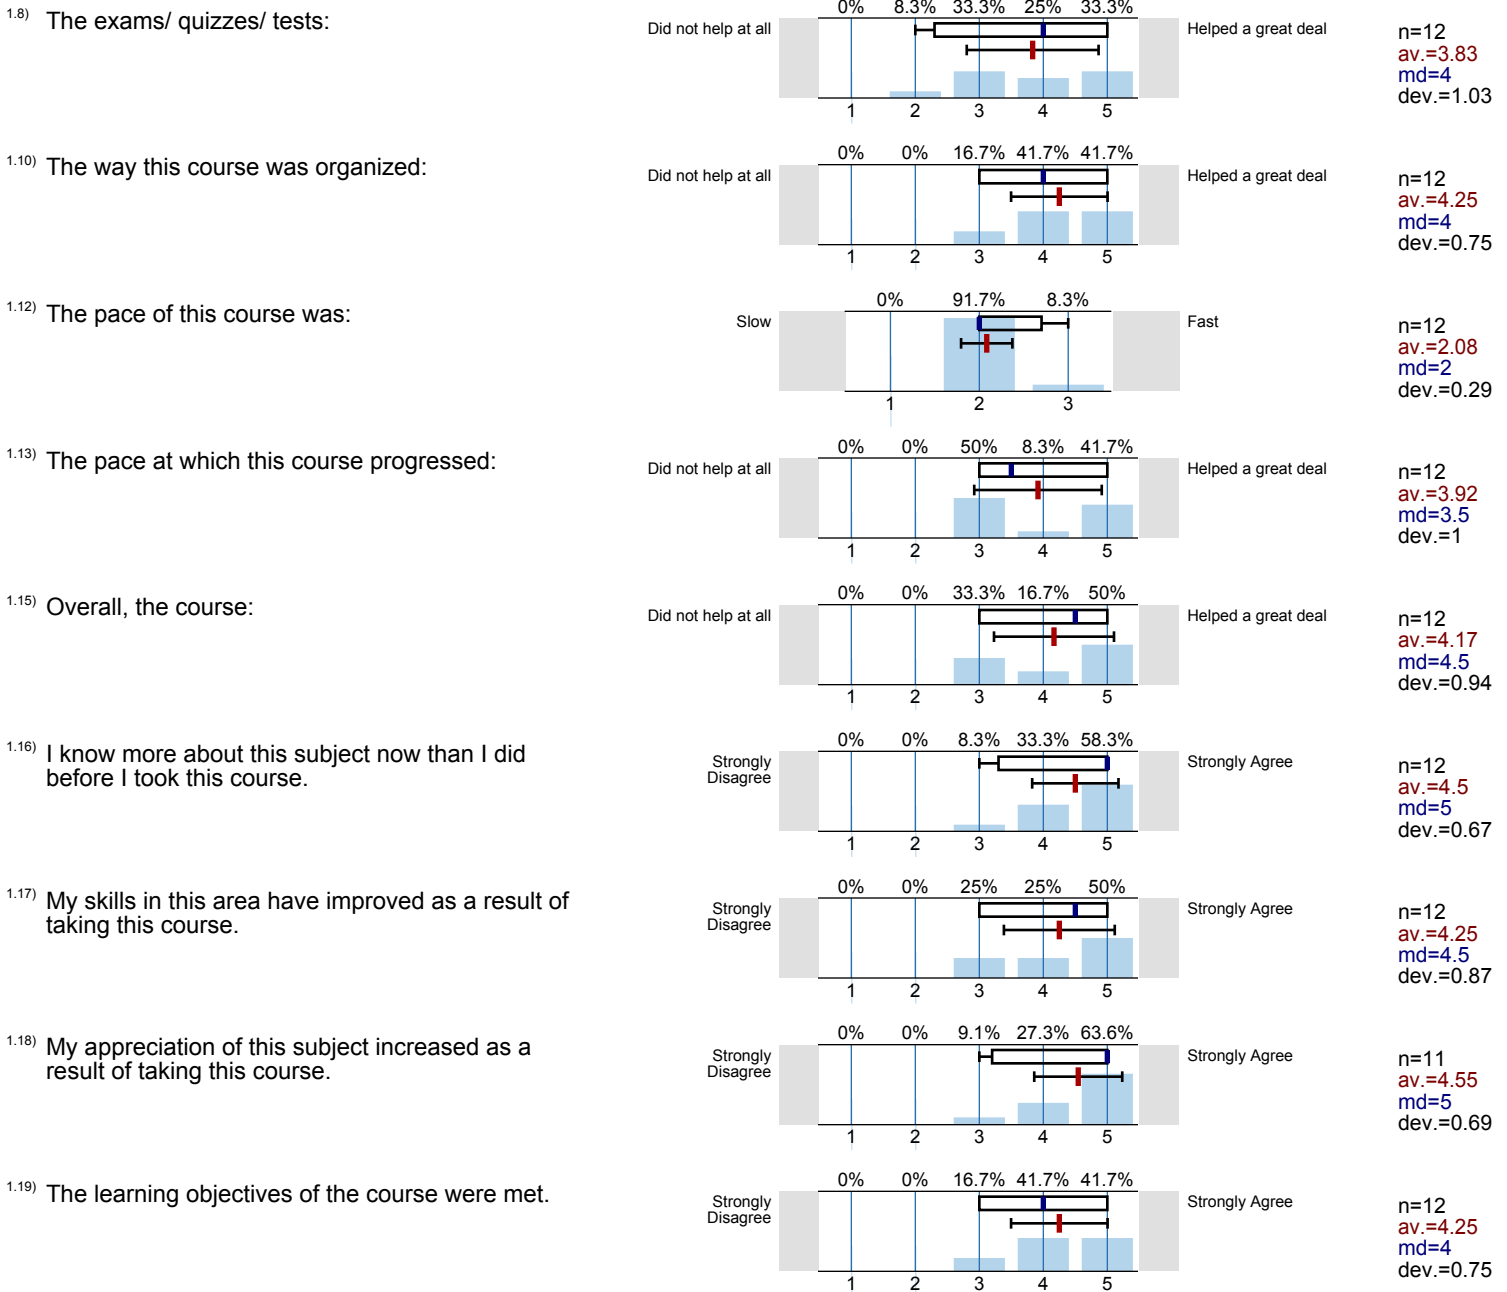 1.8) The exams/ quizzes/ tests:
0% 8.3% 33.3% 25% 33.3%
Did not help at all
Helped a great deal
n=12
av.=3.83
md=4
dev.=1.03
1 2 3 4 5
1.10) The way this course was organized:
0% 0% 16.7% 41.7% 41.7%
Did not help at all
Helped a great deal
n=12
av.=4.25
md=4
dev.=0.75
1 2 3 4 5
1.12) The pace of this course was:
0% 91.7% 8.3%
Slow
Fast
n=12
av.=2.08
md=2
dev.=0.29
1 2 3
1.13) The pace at which this course progressed:
0% 0% 50% 8.3% 41.7%
Did not help at all
Helped a great deal
n=12
av.=3.92
md=3.5
dev.=1
1 2 3 4 5
1.15) Overall, the course:
0% 0% 33.3% 16.7% 50%
Did not help at all
Helped a great deal
n=12
av.=4.17
md=4.5
dev.=0.94
1 2 3 4 5
1.16) I know more about this subject now than I did
before I took this course.
0% 0% 8.3% 33.3% 58.3%
Strongly
Disagree
Strongly Agree
n=12
av.=4.5
md=5
dev.=0.67
1 2 3 4 5
1.17) My skills in this area have improved as a result of
taking this course.
0% 0% 25% 25% 50%
Strongly
Disagree
Strongly Agree
n=12
av.=4.25
md=4.5
dev.=0.87
1 2 3 4 5
1.18) My appreciation of this subject increased as a
result of taking this course.
0% 0% 9.1% 27.3% 63.6%
Strongly
Disagree
Strongly Agree
n=11
av.=4.55
md=5
dev.=0.69
1 2 3 4 5
1.19) The learning objectives of the course were met.
0% 0% 16.7% 41.7% 41.7%
Strongly
Disagree
Strongly Agree
n=12
av.=4.25
md=4
dev.=0.75
1 2 3 4 5